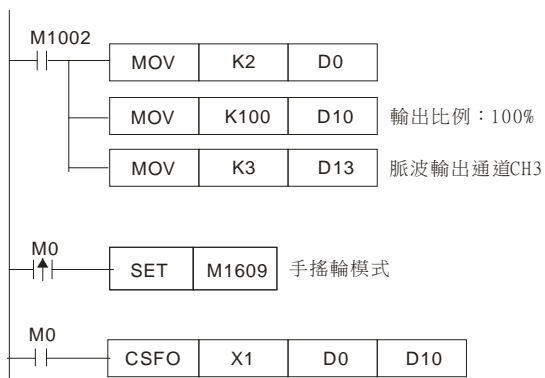 M1002
MOV K2 D0
MOV K100 D10 輸出比例：100%
MOV K3 D13 脈波輸出通道CH3
M0
SET M1609 手搖輪模式
M0
CSFO X1 D0 D10